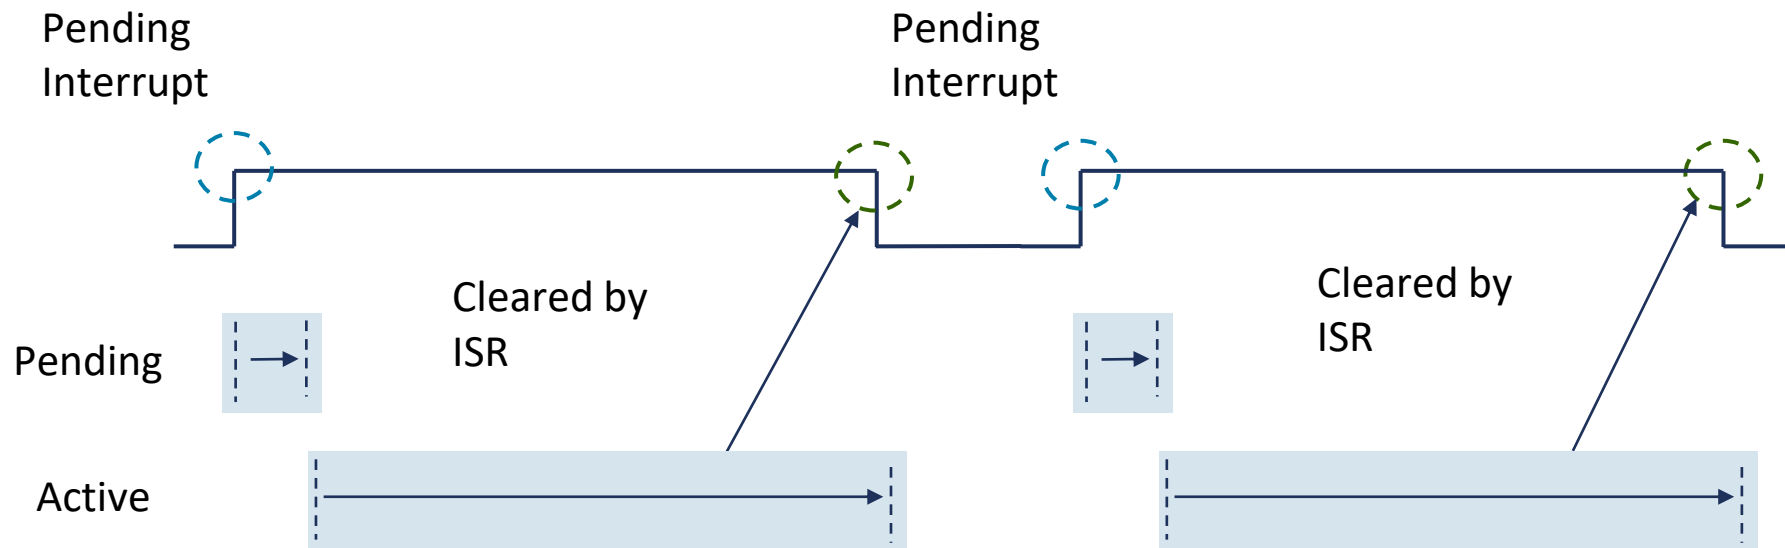 Pending
Interrupt
Pending
Interrupt
Cleared by
ISR
Cleared by
ISR
Pending
Active